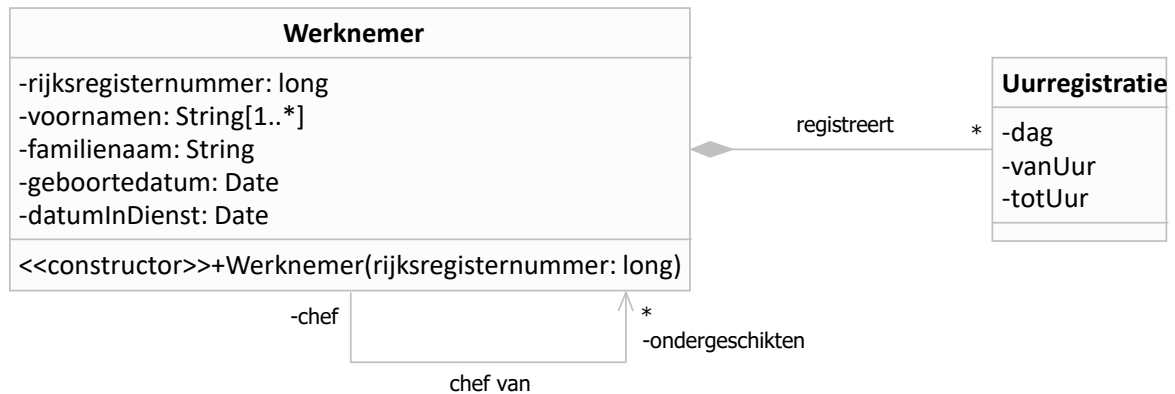 Werknemer
-rijksregisternummer: long
-voornamen: String[1..*]
-familienaam: String
-geboortedatum: Date
-datumInDienst: Date
<<constructor>>+Werknemer(rijksregisternummer: long)
registreert
*
Uurregistratie
-dag
-vanUur
-totUur
-chef
*
-ondergeschikten
chef van